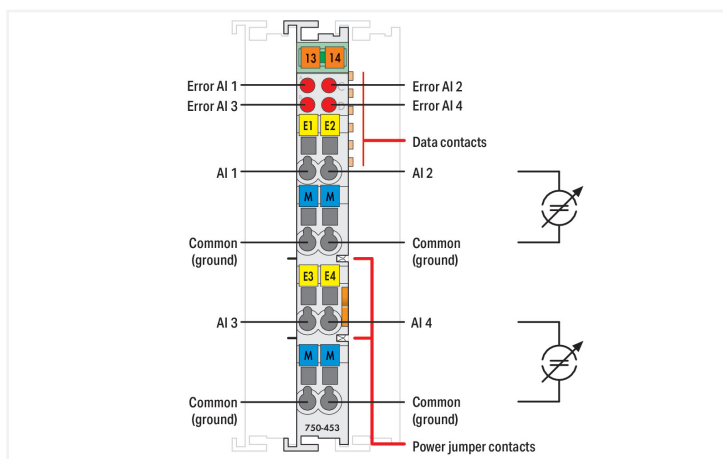 13 14
Error AI 1
Error AI 2
C
Error AI 3
Error AI 4
D
E1 E2
Data contacts
AI 1
AI 2
M M
Common
(ground)
Common
(ground)
E3 E4
AI 3
AI 4
M M
Common
(ground)
Common
(ground)
750-453
Power jumper contacts